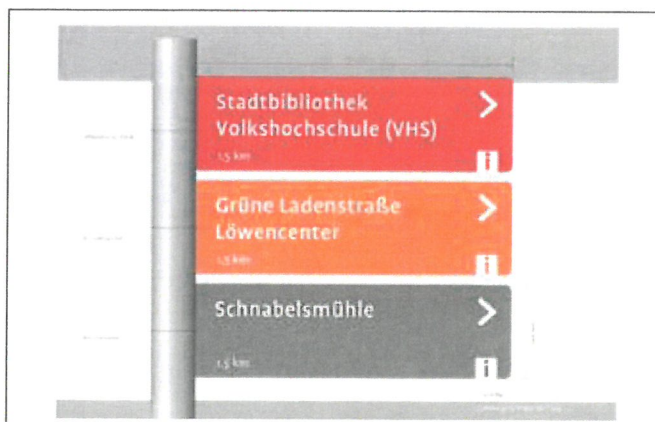 Stadtbibliothek
Volkshochschule (VHS)
1,5 km
i
Grüne Ladenstraße
Löwencenter
1,5 km
i
Schnabelsmühle
1,5 km
i